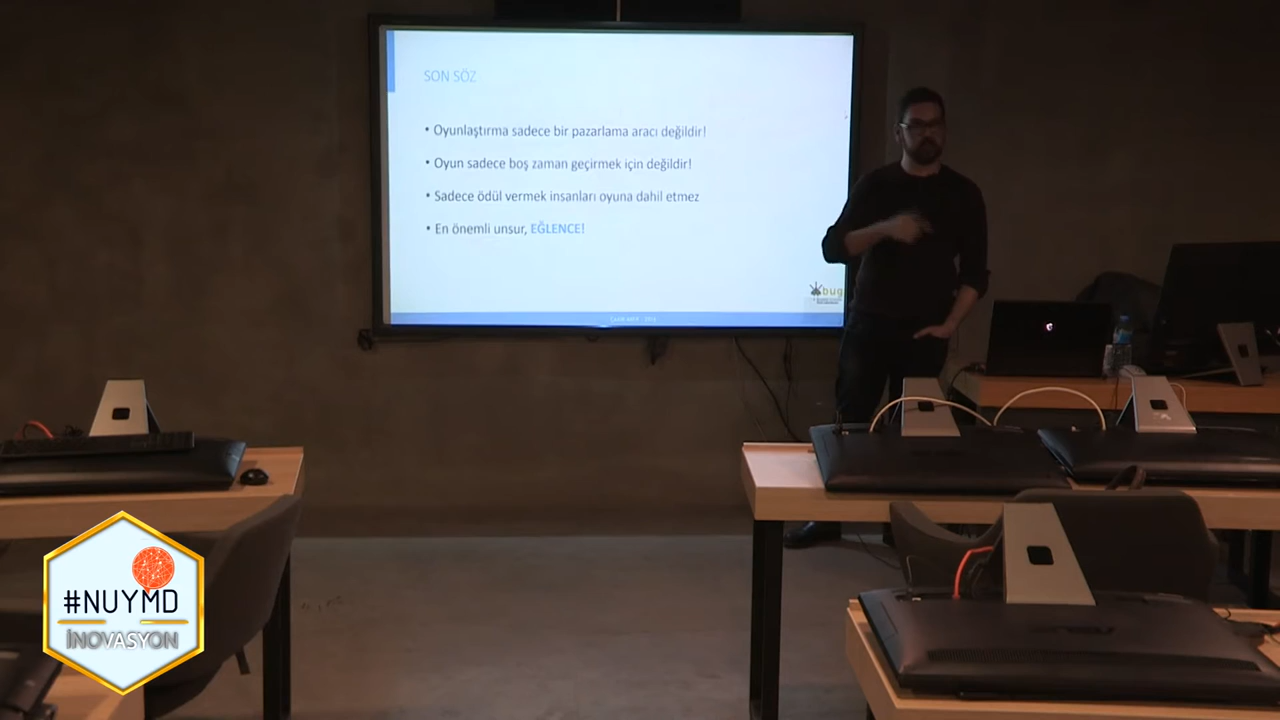 SON SÖZ
• Oyunlaştırma sadece bir pazarlama aracı değildir!
• Oyun sadece boş zaman geçirmek için değildir!
• Sadece ödül vermek insanları oyuna dahil etmez
• En önemli unsur, EĞLENCE!
bug
#NUYMD
İNOVASYON